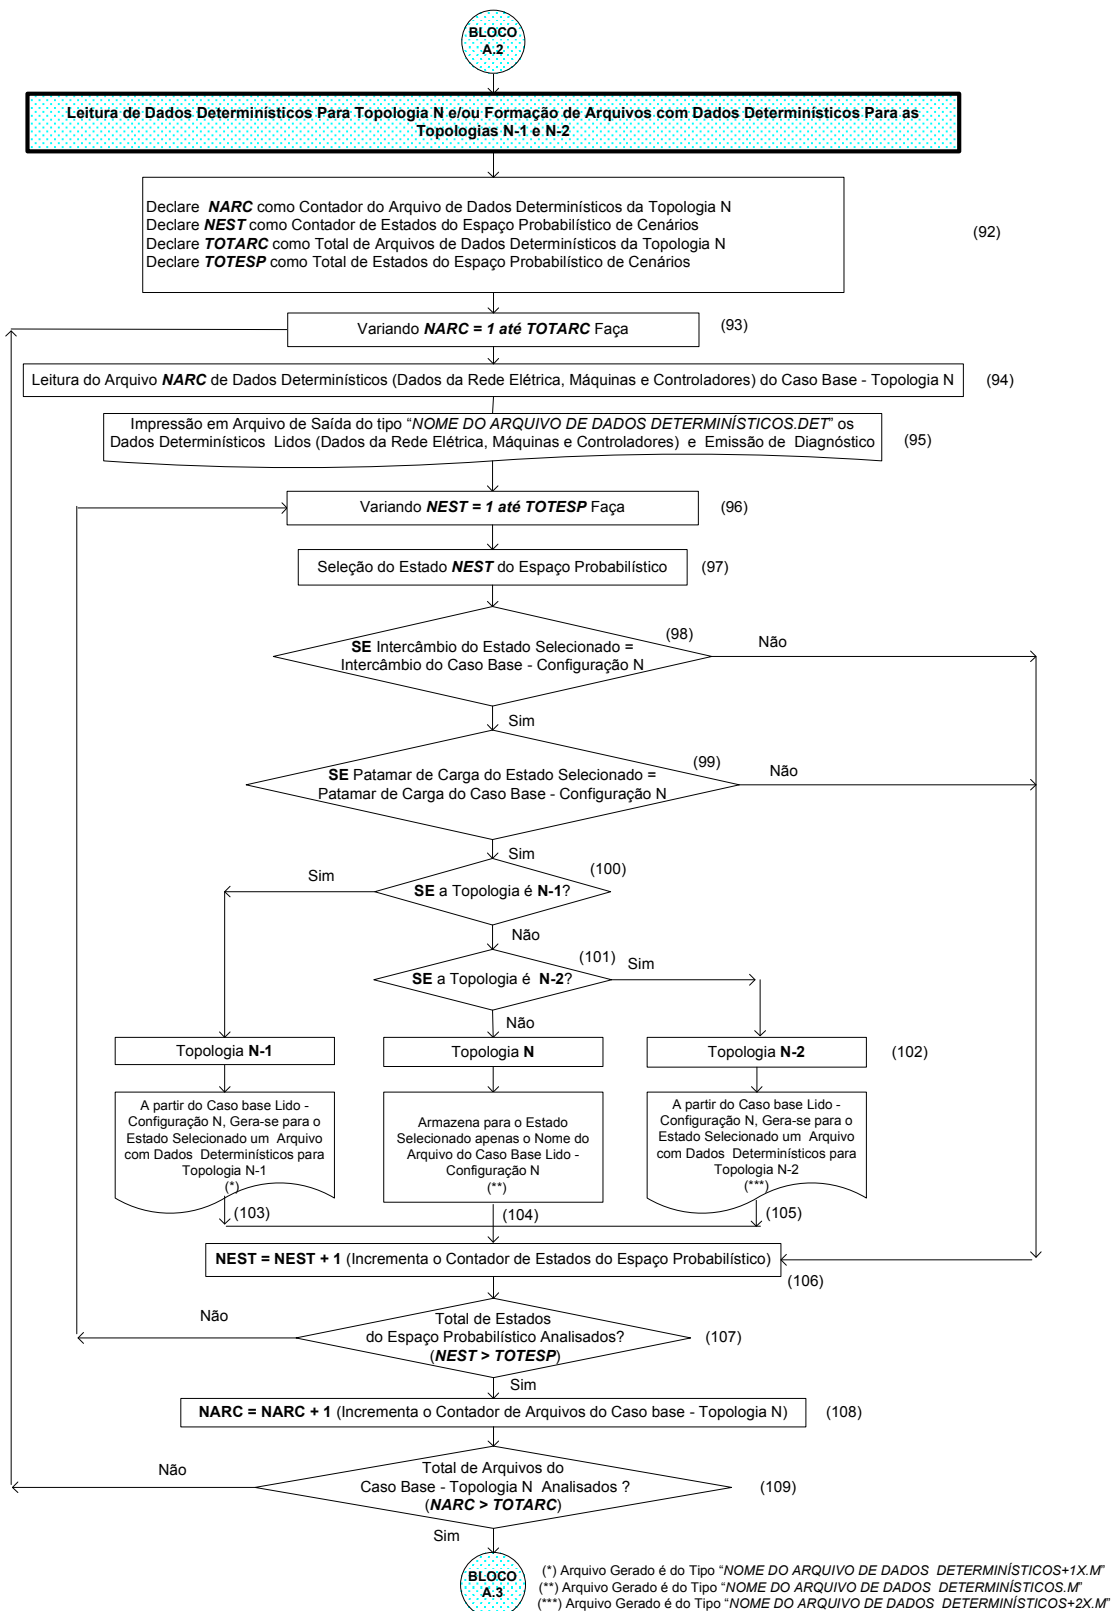 BLOCO
A.2
Leitura de Dados Determinísticos Para Topologia N e/ou Formação de Arquivos com Dados Determinísticos Para as
Topologias N-1 e N-2
Declare NARC como Contador do Arquivo de Dados Determinísticos da Topologia N
Declare NEST como Contador de Estados do Espaço Probabilístico de Cenários
Declare TOTARC como Total de Arquivos de Dados Determinísticos da Topologia N
Declare TOTESP como Total de Estados do Espaço Probabilístico de Cenários
(92)
Variando NARC = 1 até TOTARC Faça
(93)
Leitura do Arquivo NARC de Dados Determinísticos (Dados da Rede Elétrica, Máquinas e Controladores) do Caso Base - Topologia N
(94)
Impressão em Arquivo de Saída do tipo “NOME DO ARQUIVO DE DADOS DETERMINÍSTICOS.DET” os
Dados Determinísticos Lidos (Dados da Rede Elétrica, Máquinas e Controladores) e Emissão de Diagnóstico
(95)
Variando NEST = 1 até TOTESP Faça
(96)
Seleção do Estado NEST do Espaço Probabilístico
(97)
(98)
SE Intercâmbio do Estado Selecionado =
Intercâmbio do Caso Base - Configuração N
Não
Sim
(99)
SE Patamar de Carga do Estado Selecionado =
Patamar de Carga do Caso Base - Configuração N
Não
Sim
(100)
Sim
SE a Topologia é N-1?
Não
(101)
Sim
SE a Topologia é N-2?
Não
Topologia N-1
Topologia N
Topologia N-2
(102)
A partir do Caso base Lido -
Configuração N, Gera-se para o
Estado Selecionado um Arquivo
com Dados Determinísticos para
Topologia N-1
(*)
Armazena para o Estado
Selecionado apenas o Nome do
Arquivo do Caso Base Lido -
Configuração N
(**)
A partir do Caso base Lido -
Configuração N, Gera-se para o
Estado Selecionado um Arquivo
com Dados Determinísticos para
Topologia N-2
(***)
(103)
(104)
(105)
NEST = NEST + 1 (Incrementa o Contador de Estados do Espaço Probabilístico)
(106)
Não
Total de Estados
do Espaço Probabilístico Analisados?
(NEST > TOTESP)
(107)
Sim
NARC = NARC + 1 (Incrementa o Contador de Arquivos do Caso base - Topologia N)
(108)
Não
Total de Arquivos do
Caso Base - Topologia N Analisados ?
(NARC > TOTARC)
(109)
Sim
BLOCO
A.3
(*) Arquivo Gerado é do Tipo “NOME DO ARQUIVO DE DADOS DETERMINÍSTICOS+1X.M”
(**) Arquivo Gerado é do Tipo “NOME DO ARQUIVO DE DADOS DETERMINÍSTICOS.M”
(***) Arquivo Gerado é do Tipo “NOME DO ARQUIVO DE DADOS DETERMINÍSTICOS+2X.M”